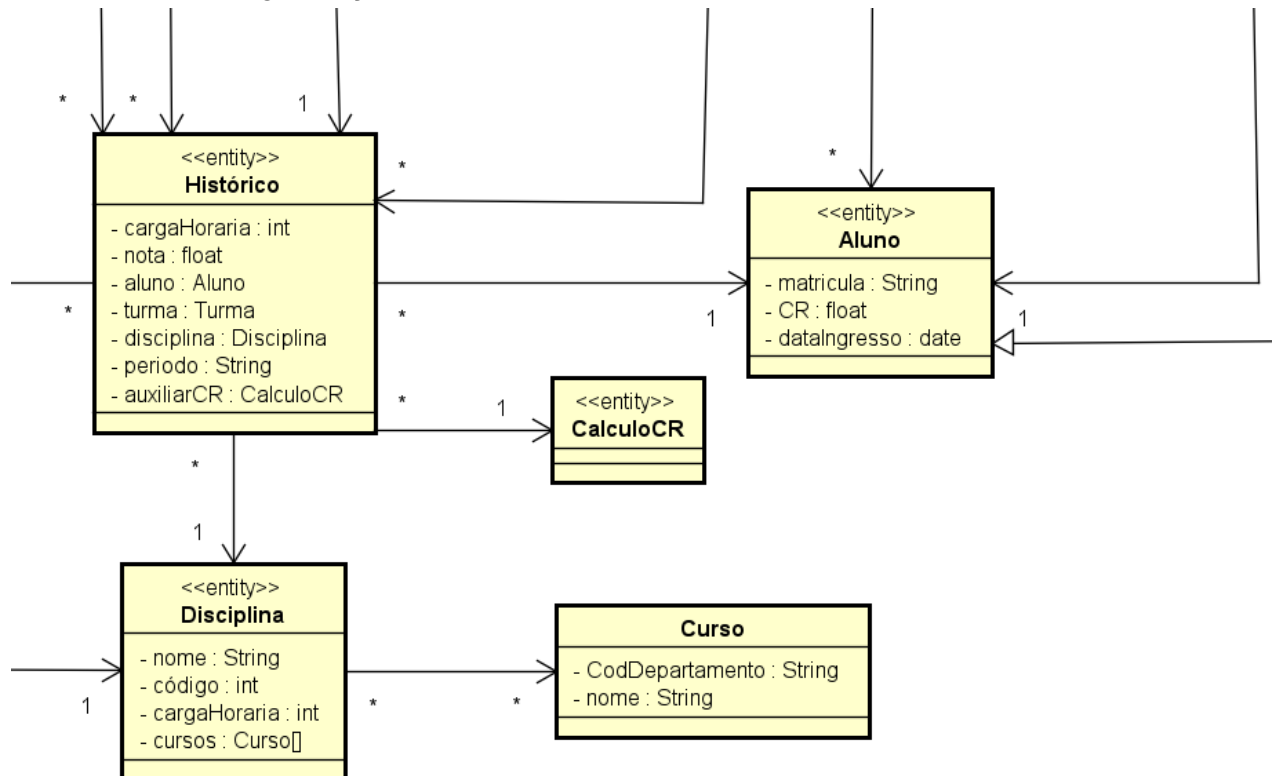 * * 1
<<entity>>
Histórico
- cargaHoraria : int
- nota : float
- aluno : Aluno
- turma : Turma
- disciplina : Disciplina
- periodo : String
- auxiliarCR : CalculoCR
*
*
*
*
*
<<entity>>
Aluno
- matricula : String
- CR : float
- dataIngresso : date
1
1
*
1
<<entity>>
CalculoCR
1
<<entity>>
Disciplina
- nome : String
- código : int
- cargaHoraria : int
- cursos : Curso[]
1
*
*
Curso
- CodDepartamento : String
- nome : String